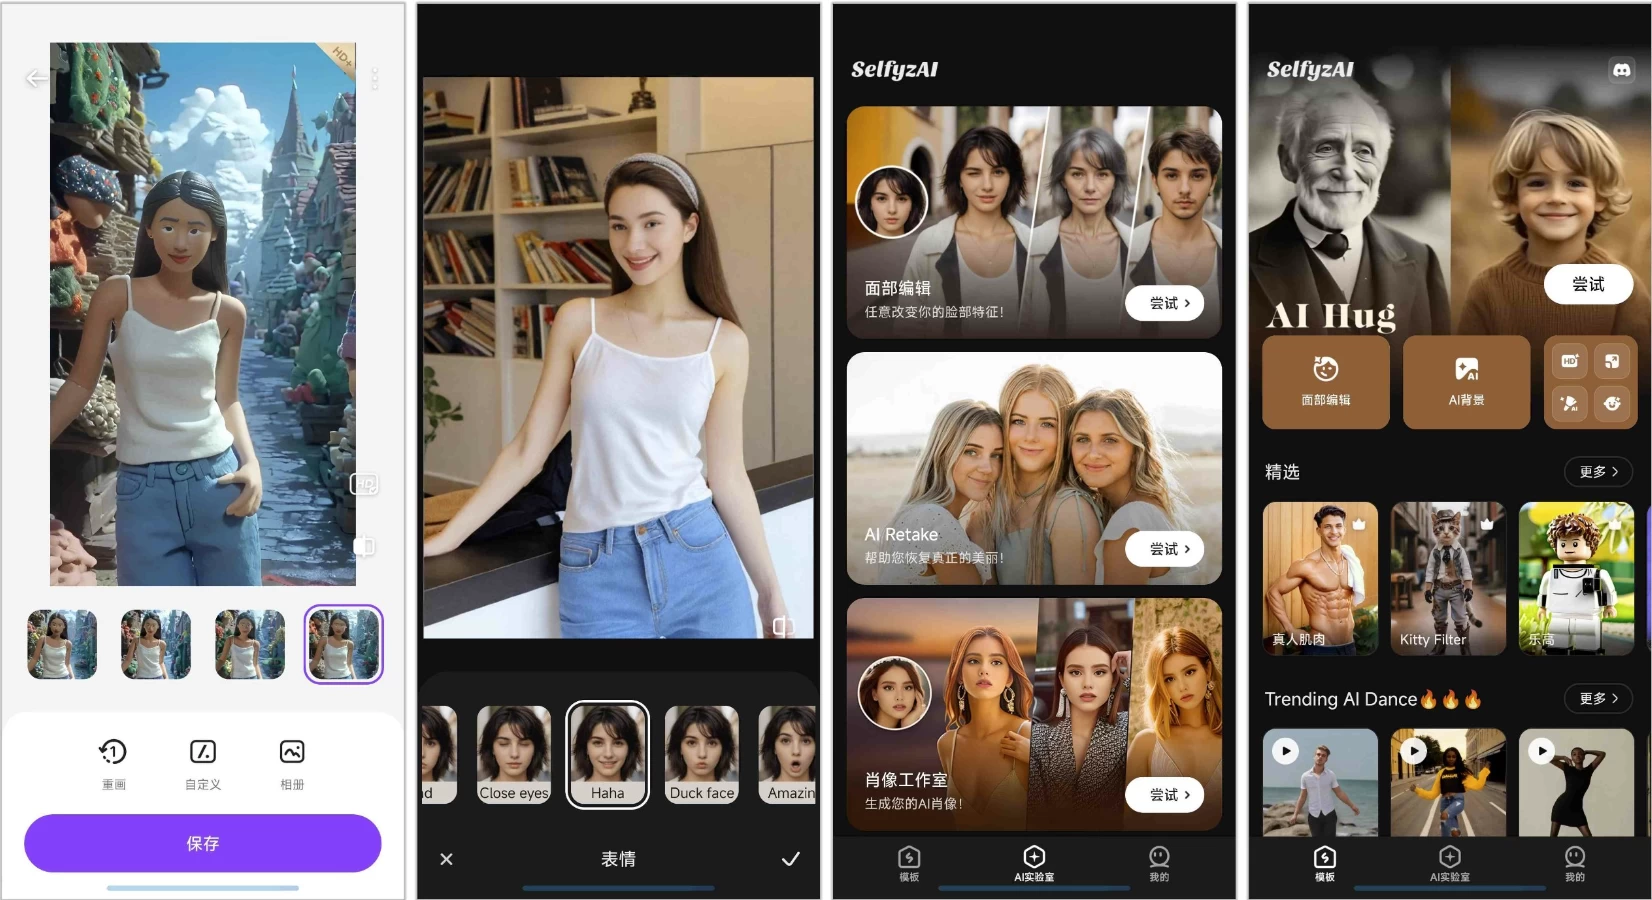 HD+
HD
重画
自定义
相册
保存
d
Close eyes
Haha
Duck face
Amazin
表情
SelfyzAI
面部编辑
任意改变你的脸部特征！
尝试
AI Retake
帮助您恢复真正的美丽！
尝试
肖像工作室
生成您的AI肖像！
尝试
模板
AI实验室
我的
SelfyzAI
尝试
AI Hug
面部编辑
AI背景
HD
AI
精选
更多
真人肌肉
Kitty Filter
乐高
Trending AI Dance🔥🔥🔥
更多
模板
AI实验室
我的